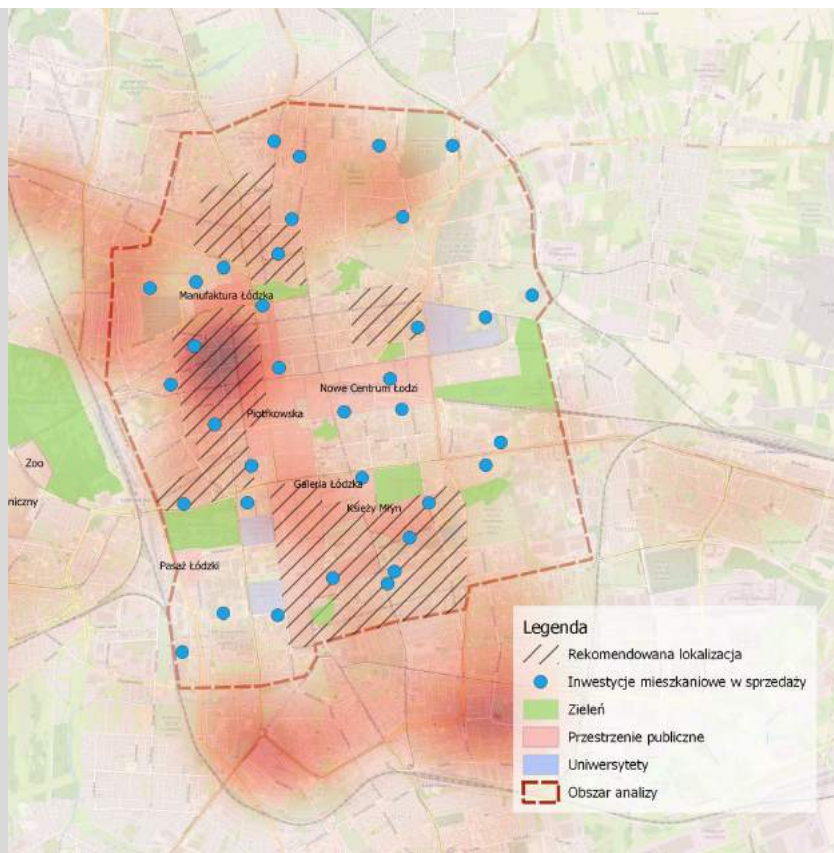 Manufaktura Łódzka
Nowe Centrum Łodzi
Piotrkowska
Zoo
niczny
Galeria Łódzka
Księży Młyn
Pasaż Łódzki
Legenda
Rekomendowana lokalizacja
Inwestycje mieszkaniowe w sprzedaży
Zieleń
Przestrzenie publiczne
Uniwersytety
Obszar analizy